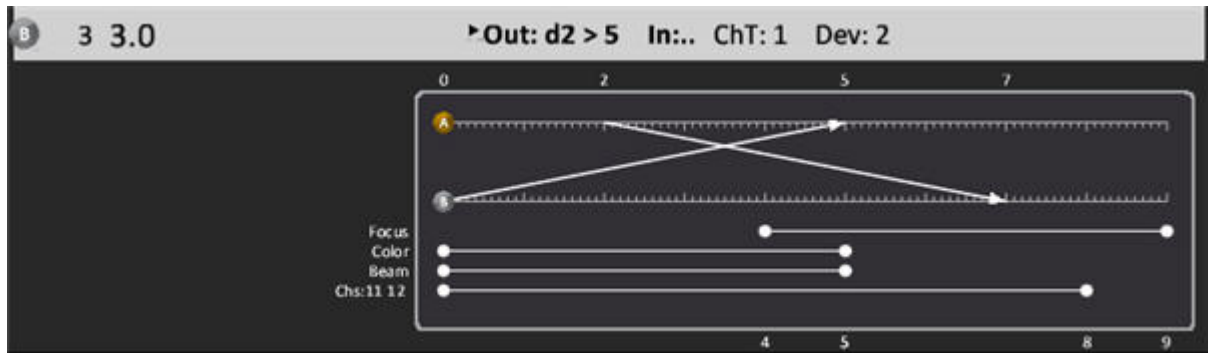 B 3 3.0 ▸Out: d2 > 5 In:.. ChT: 1 Dev: 2
0 2 5 7
A
B
Focus
Color
Beam
Chs:11 12
4 5 8 9